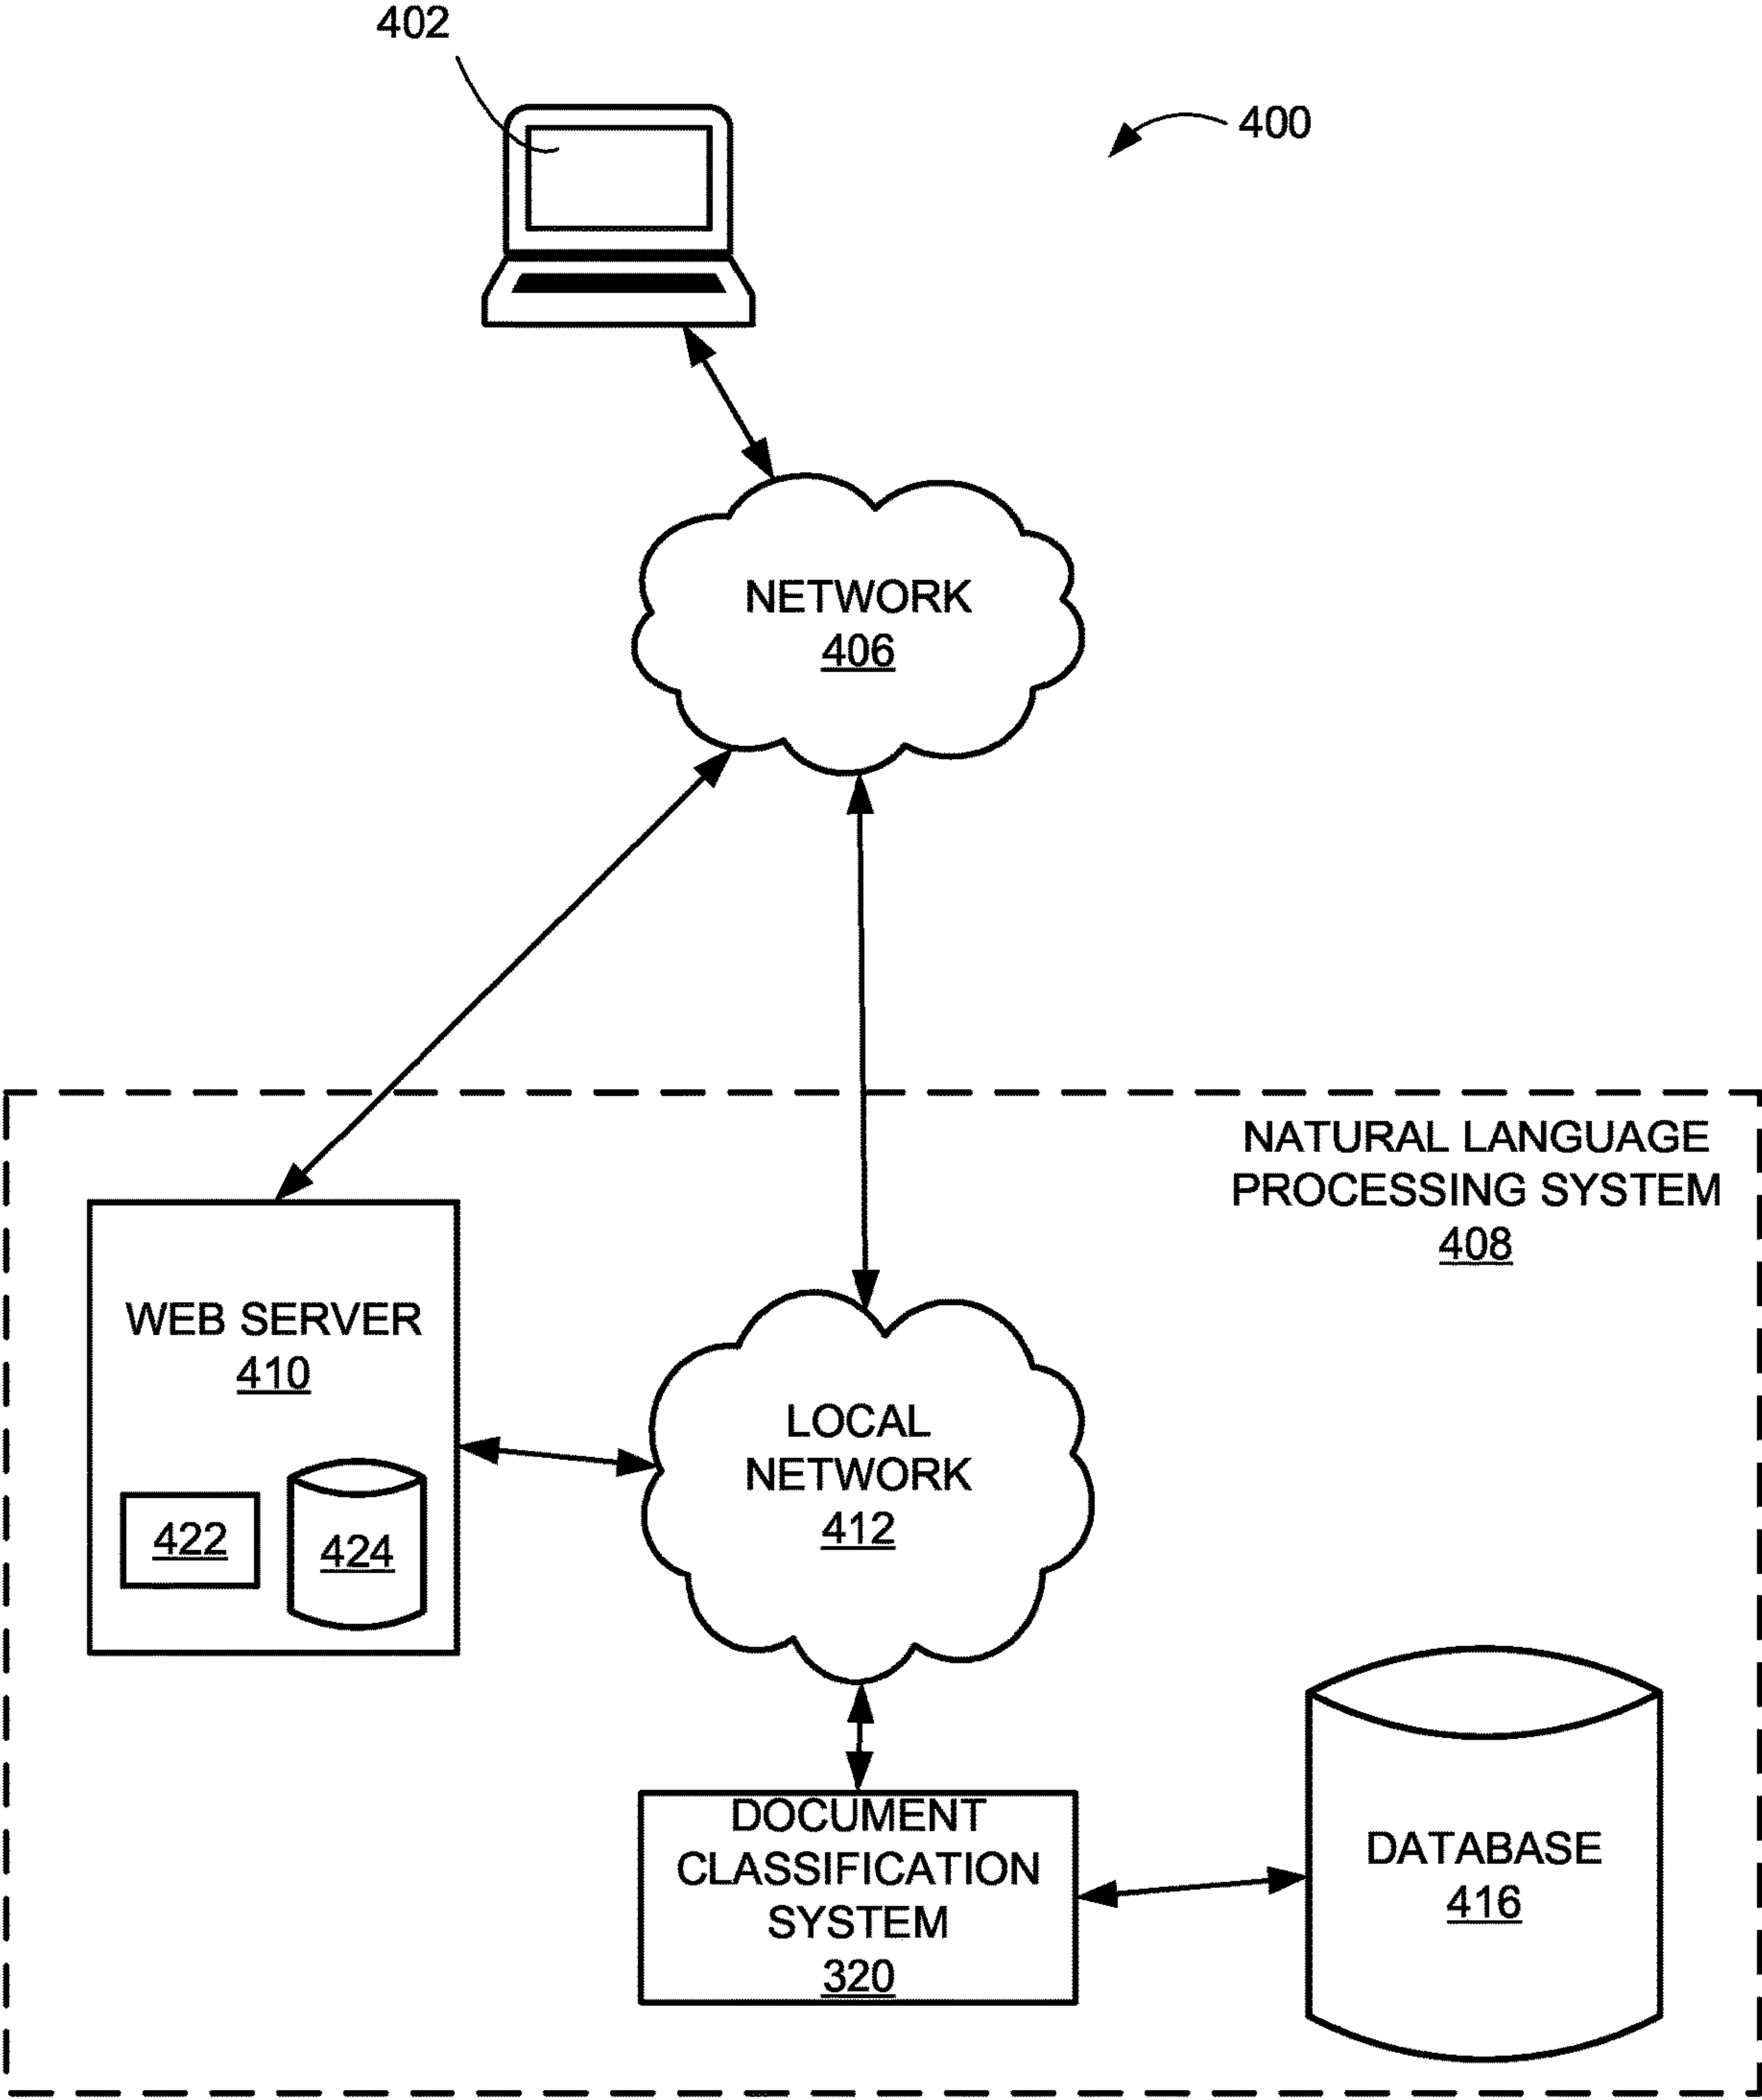 402
400
NETWORK
406
NATURAL LANGUAGE
PROCESSING SYSTEM
408
WEB SERVER
410
422
424
LOCAL
NETWORK
412
DOCUMENT
CLASSIFICATION
SYSTEM
320
DATABASE
416